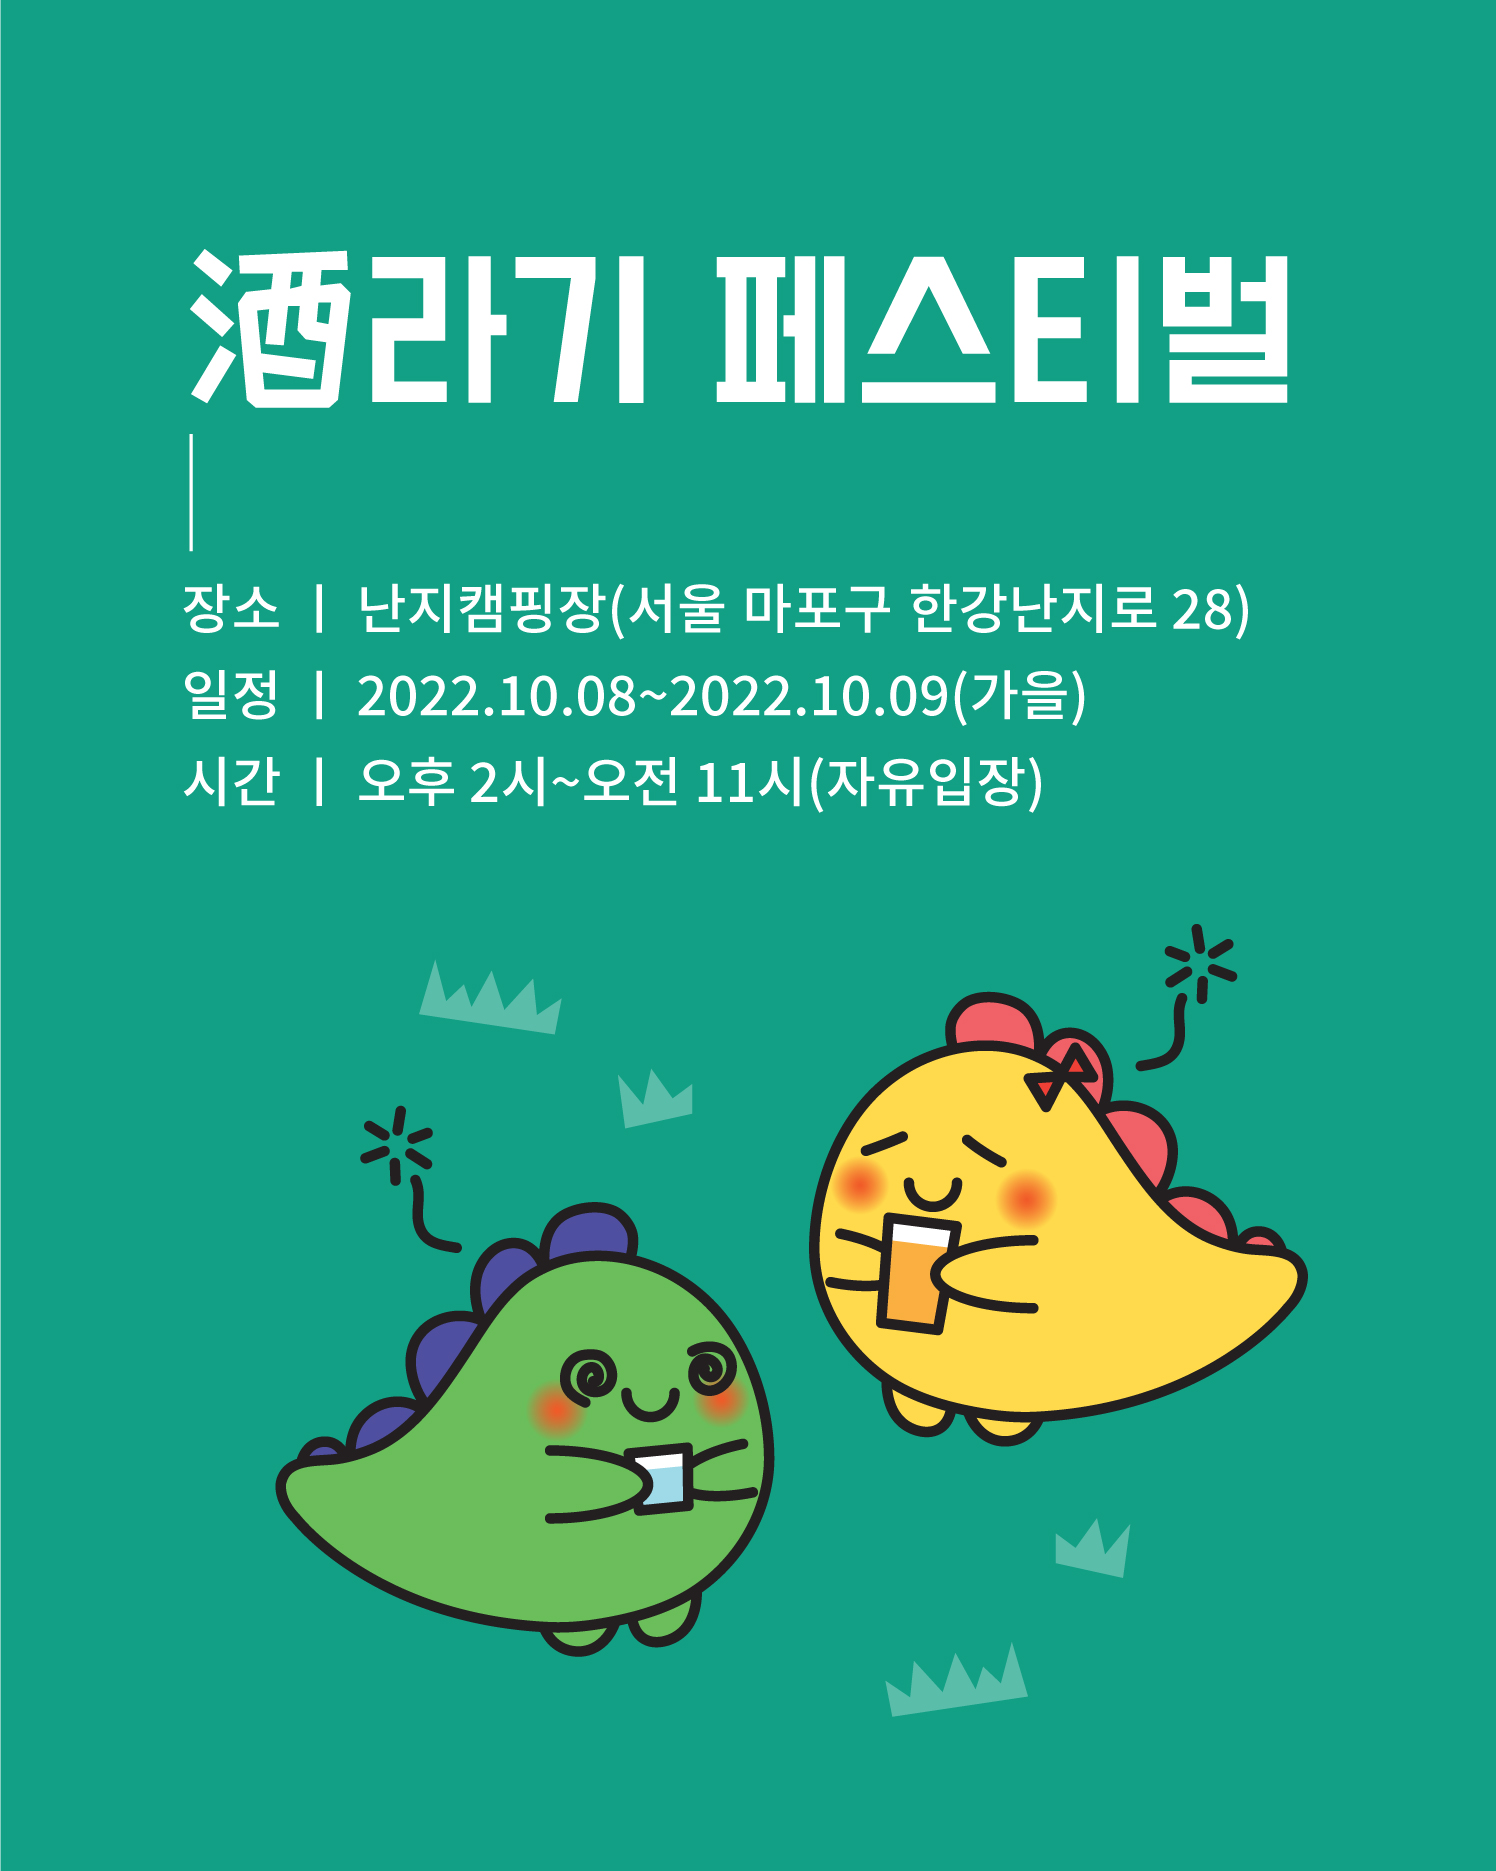 酒라기 페스티벌
장소 ㅣ 난지캠핑장(서울 마포구 한강난지로 28)
일정 ㅣ 2022.10.08~2022.10.09(가을)
시간 ㅣ 오후 2시~오전 11시(자유입장)